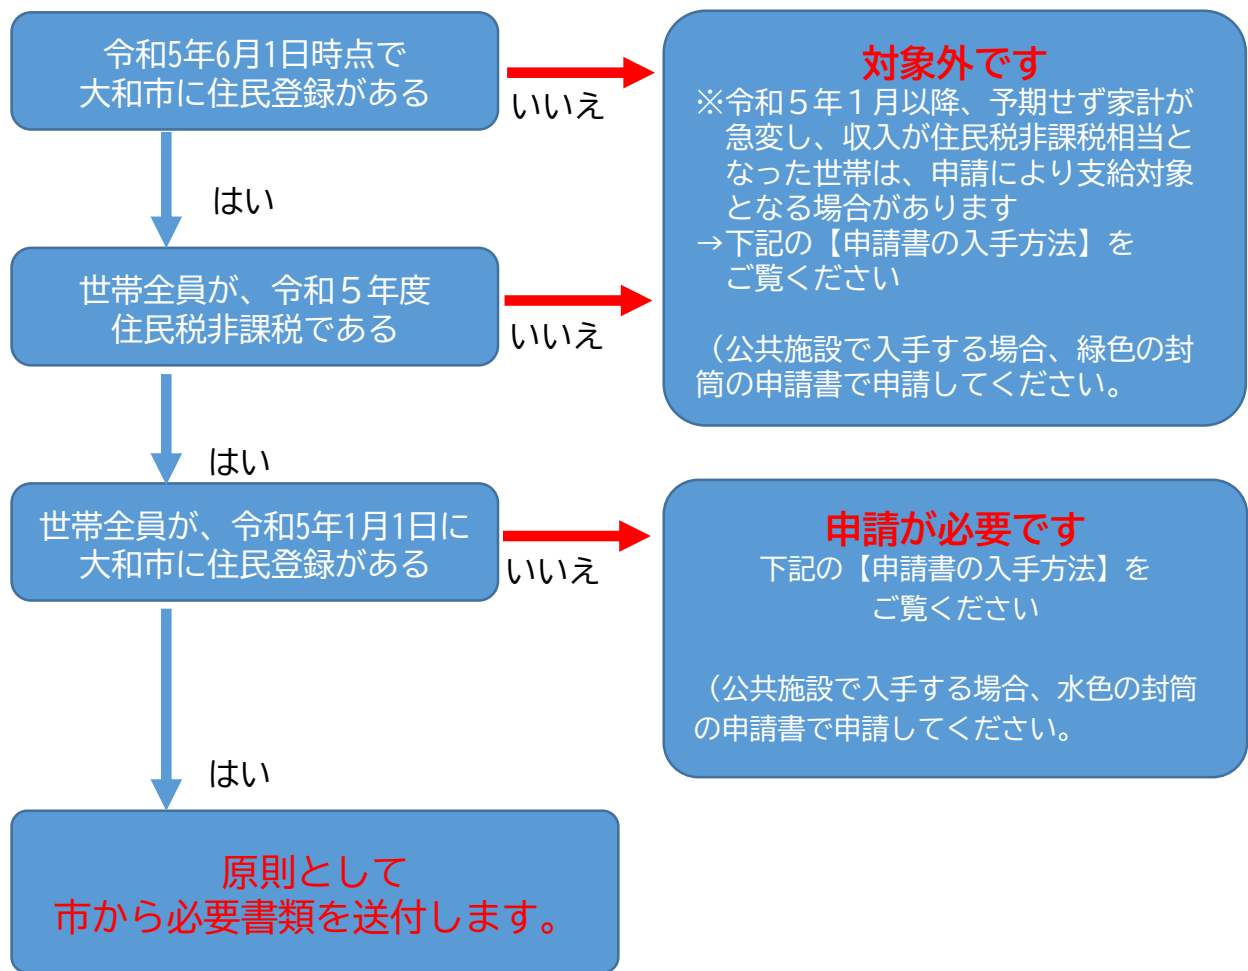 令和5年6月1日時点で
大和市に住民登録がある
いいえ
対象外です
※令和５年１月以降、予期せず家計が
急変し、収入が住民税非課税相当と
なった世帯は、申請により支給対象
となる場合があります
→下記の【申請書の入手方法】を
ご覧ください
（公共施設で入手する場合、緑色の封
筒の申請書で申請してください。
はい
世帯全員が、令和５年度
住民税非課税である
いいえ
はい
世帯全員が、令和5年1月1日に
大和市に住民登録がある
いいえ
申請が必要です
下記の【申請書の入手方法】を
ご覧ください
（公共施設で入手する場合、水色の封筒
の申請書で申請してください。
はい
原則として
市から必要書類を送付します。